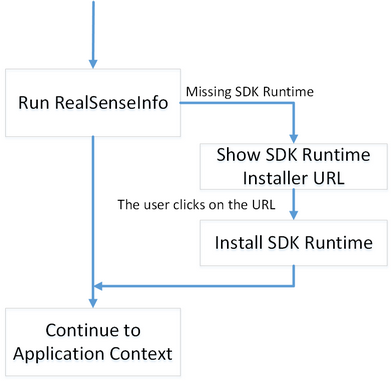 Run RealSenseInfo
Missing SDK Runtime
Show SDK Runtime
Installer URL
The user clicks on the URL
Install SDK Runtime
Continue to
Application Context